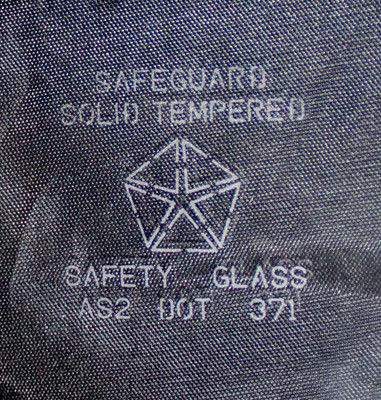 SAFEGUARD
SOLID TEMPERED
SAFETY GLASS
AS2 DOT 371